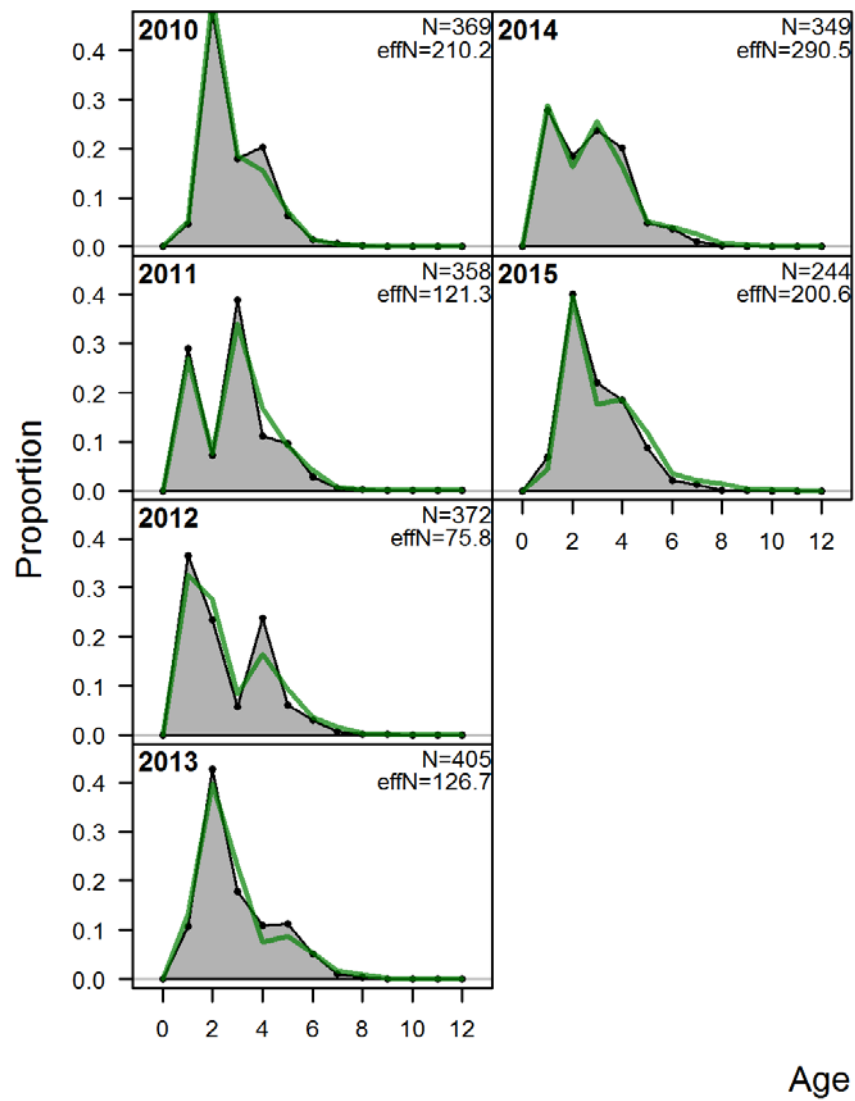 2010
N=369
effN=210.2
0.4
0.3
0.2
0.1
0.0
2014
N=349
effN=290.5
2011
N=358
effN=121.3
0.4
0.3
0.2
0.1
0.0
2015
N=244
effN=200.6
0 2 4 6 8 10 12
2012
N=372
effN=75.8
0.4
0.3
0.2
0.1
0.0
2013
N=405
effN=126.7
0.4
0.3
0.2
0.1
0.0
0 2 4 6 8 10 12
Proportion
Age